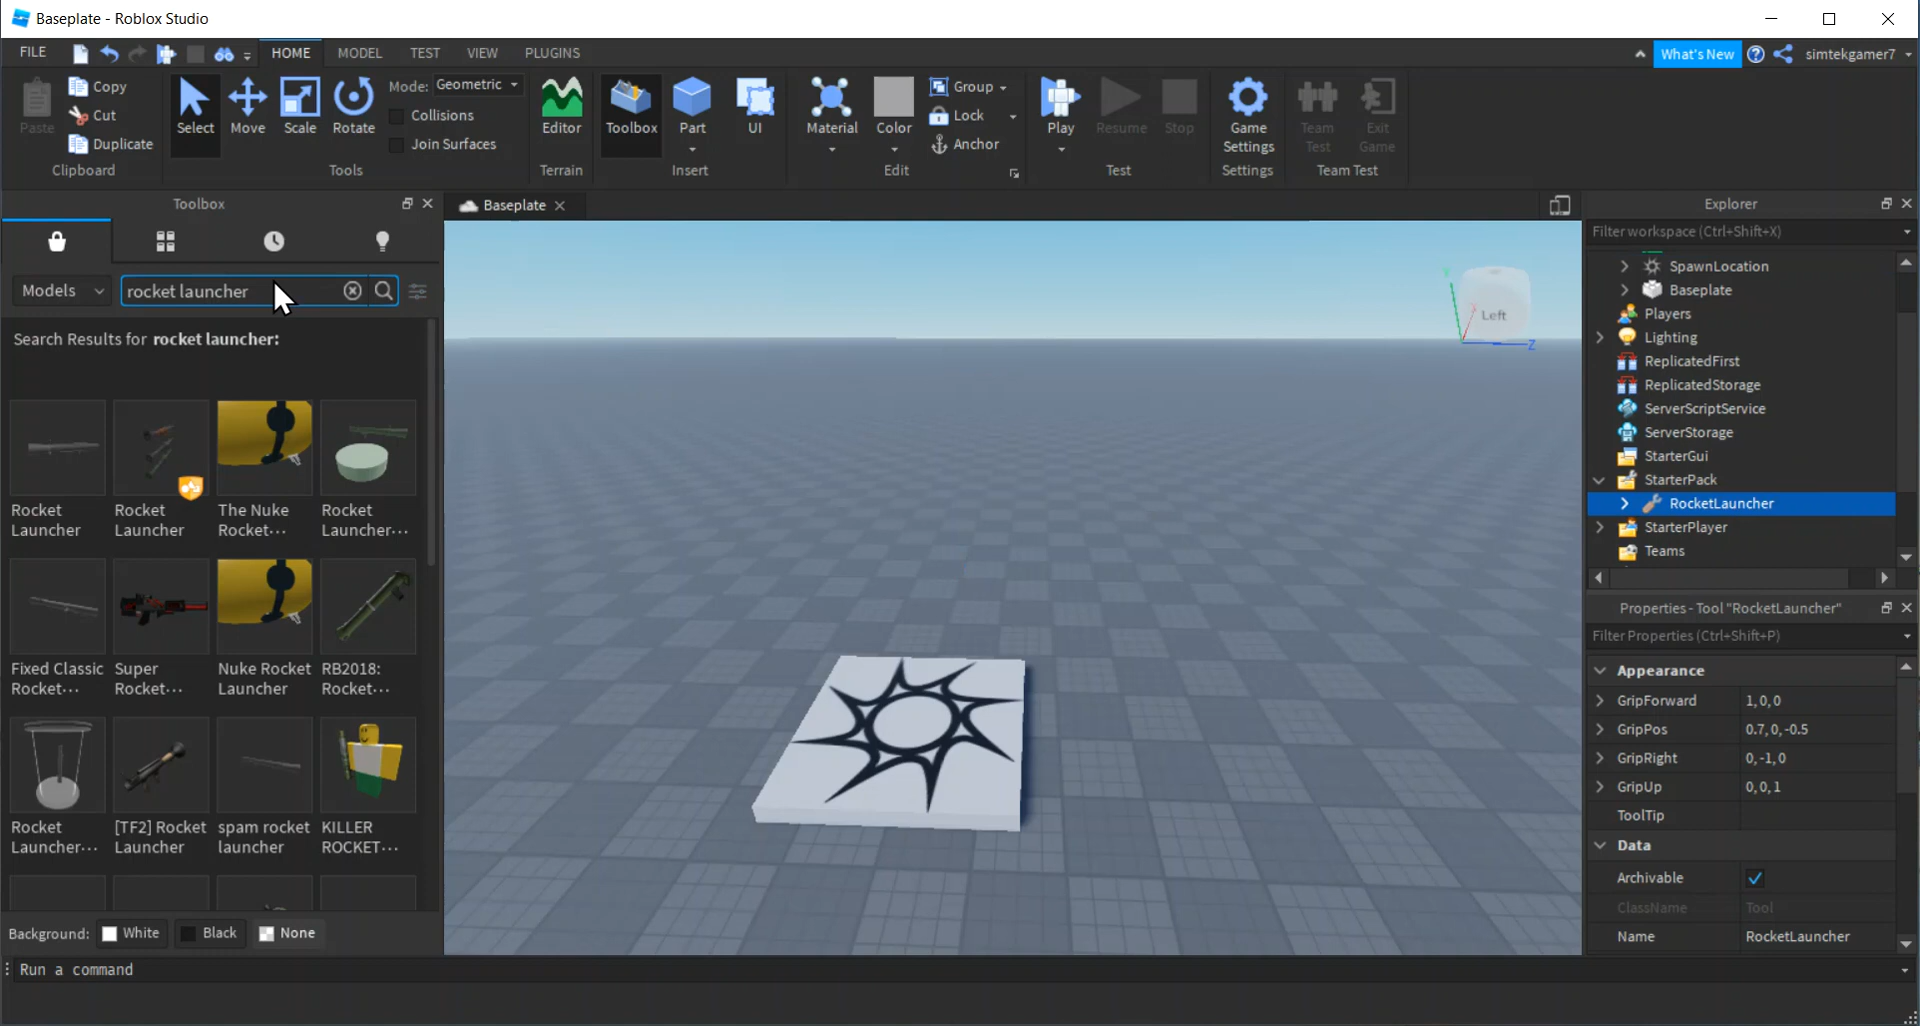 Baseplate - Roblox Studio
FILE HOME MODEL TEST VIEW PLUGINS What's New simtekgamer7
Paste Copy Cut Duplicate
Clipboard
Select Move Scale Rotate
Mode: Geometric
Collisions
Join Surfaces
Tools
Editor
Terrain
Toolbox Part UI
Insert
Material Color
Group
Lock
Anchor
Edit
Play Resume Stop
Test
Game Settings
Settings
Team Test Exit Game
Team Test
Toolbox
Models rocket launcher
Search Results for rocket launcher:
Rocket Launcher
Rocket Launcher
The Nuke Rocket...
Rocket Launcher...
Fixed Classic Rocket...
Super Rocket...
Nuke Rocket Launcher
RB2018: Rocket...
Rocket Launcher...
[TF2] Rocket Launcher
spam rocket launcher
KILLER ROCKET...
Background: White Black None
Run a command
Baseplate
Left
Z
Explorer
Filter workspace (Ctrl+Shift+X)
SpawnLocation
Baseplate
Players
Lighting
ReplicatedFirst
ReplicatedStorage
ServerScriptService
ServerStorage
StarterGui
StarterPack
RocketLauncher
StarterPlayer
Teams
Properties - Tool "RocketLauncher"
Filter Properties (Ctrl+Shift+P)
Appearance
GripForward 1, 0, 0
GripPos 0.7, 0, -0.5
GripRight 0, -1, 0
GripUp 0, 0, 1
ToolTip
Data
Archivable
ClassName Tool
Name RocketLauncher